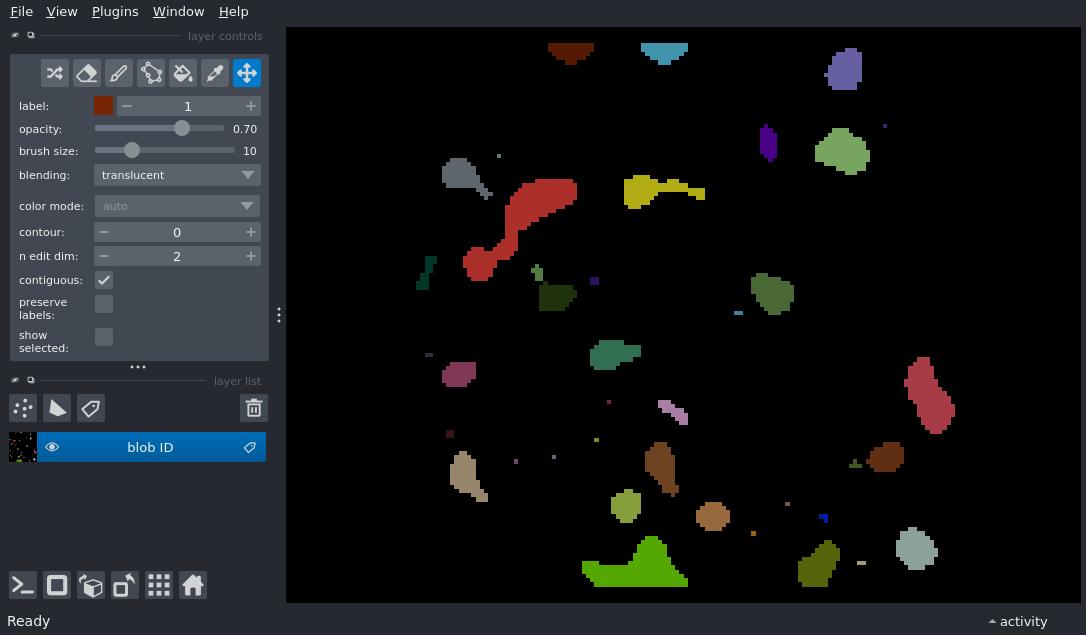 File View Plugins Window Help
layer controls
label: 1
opacity: 0.70
brush size: 10
blending: translucent
color mode: auto
contour: 0
n edit dim: 2
contiguous:
preserve
labels:
show
selected:
layer list
blob ID
Ready activity